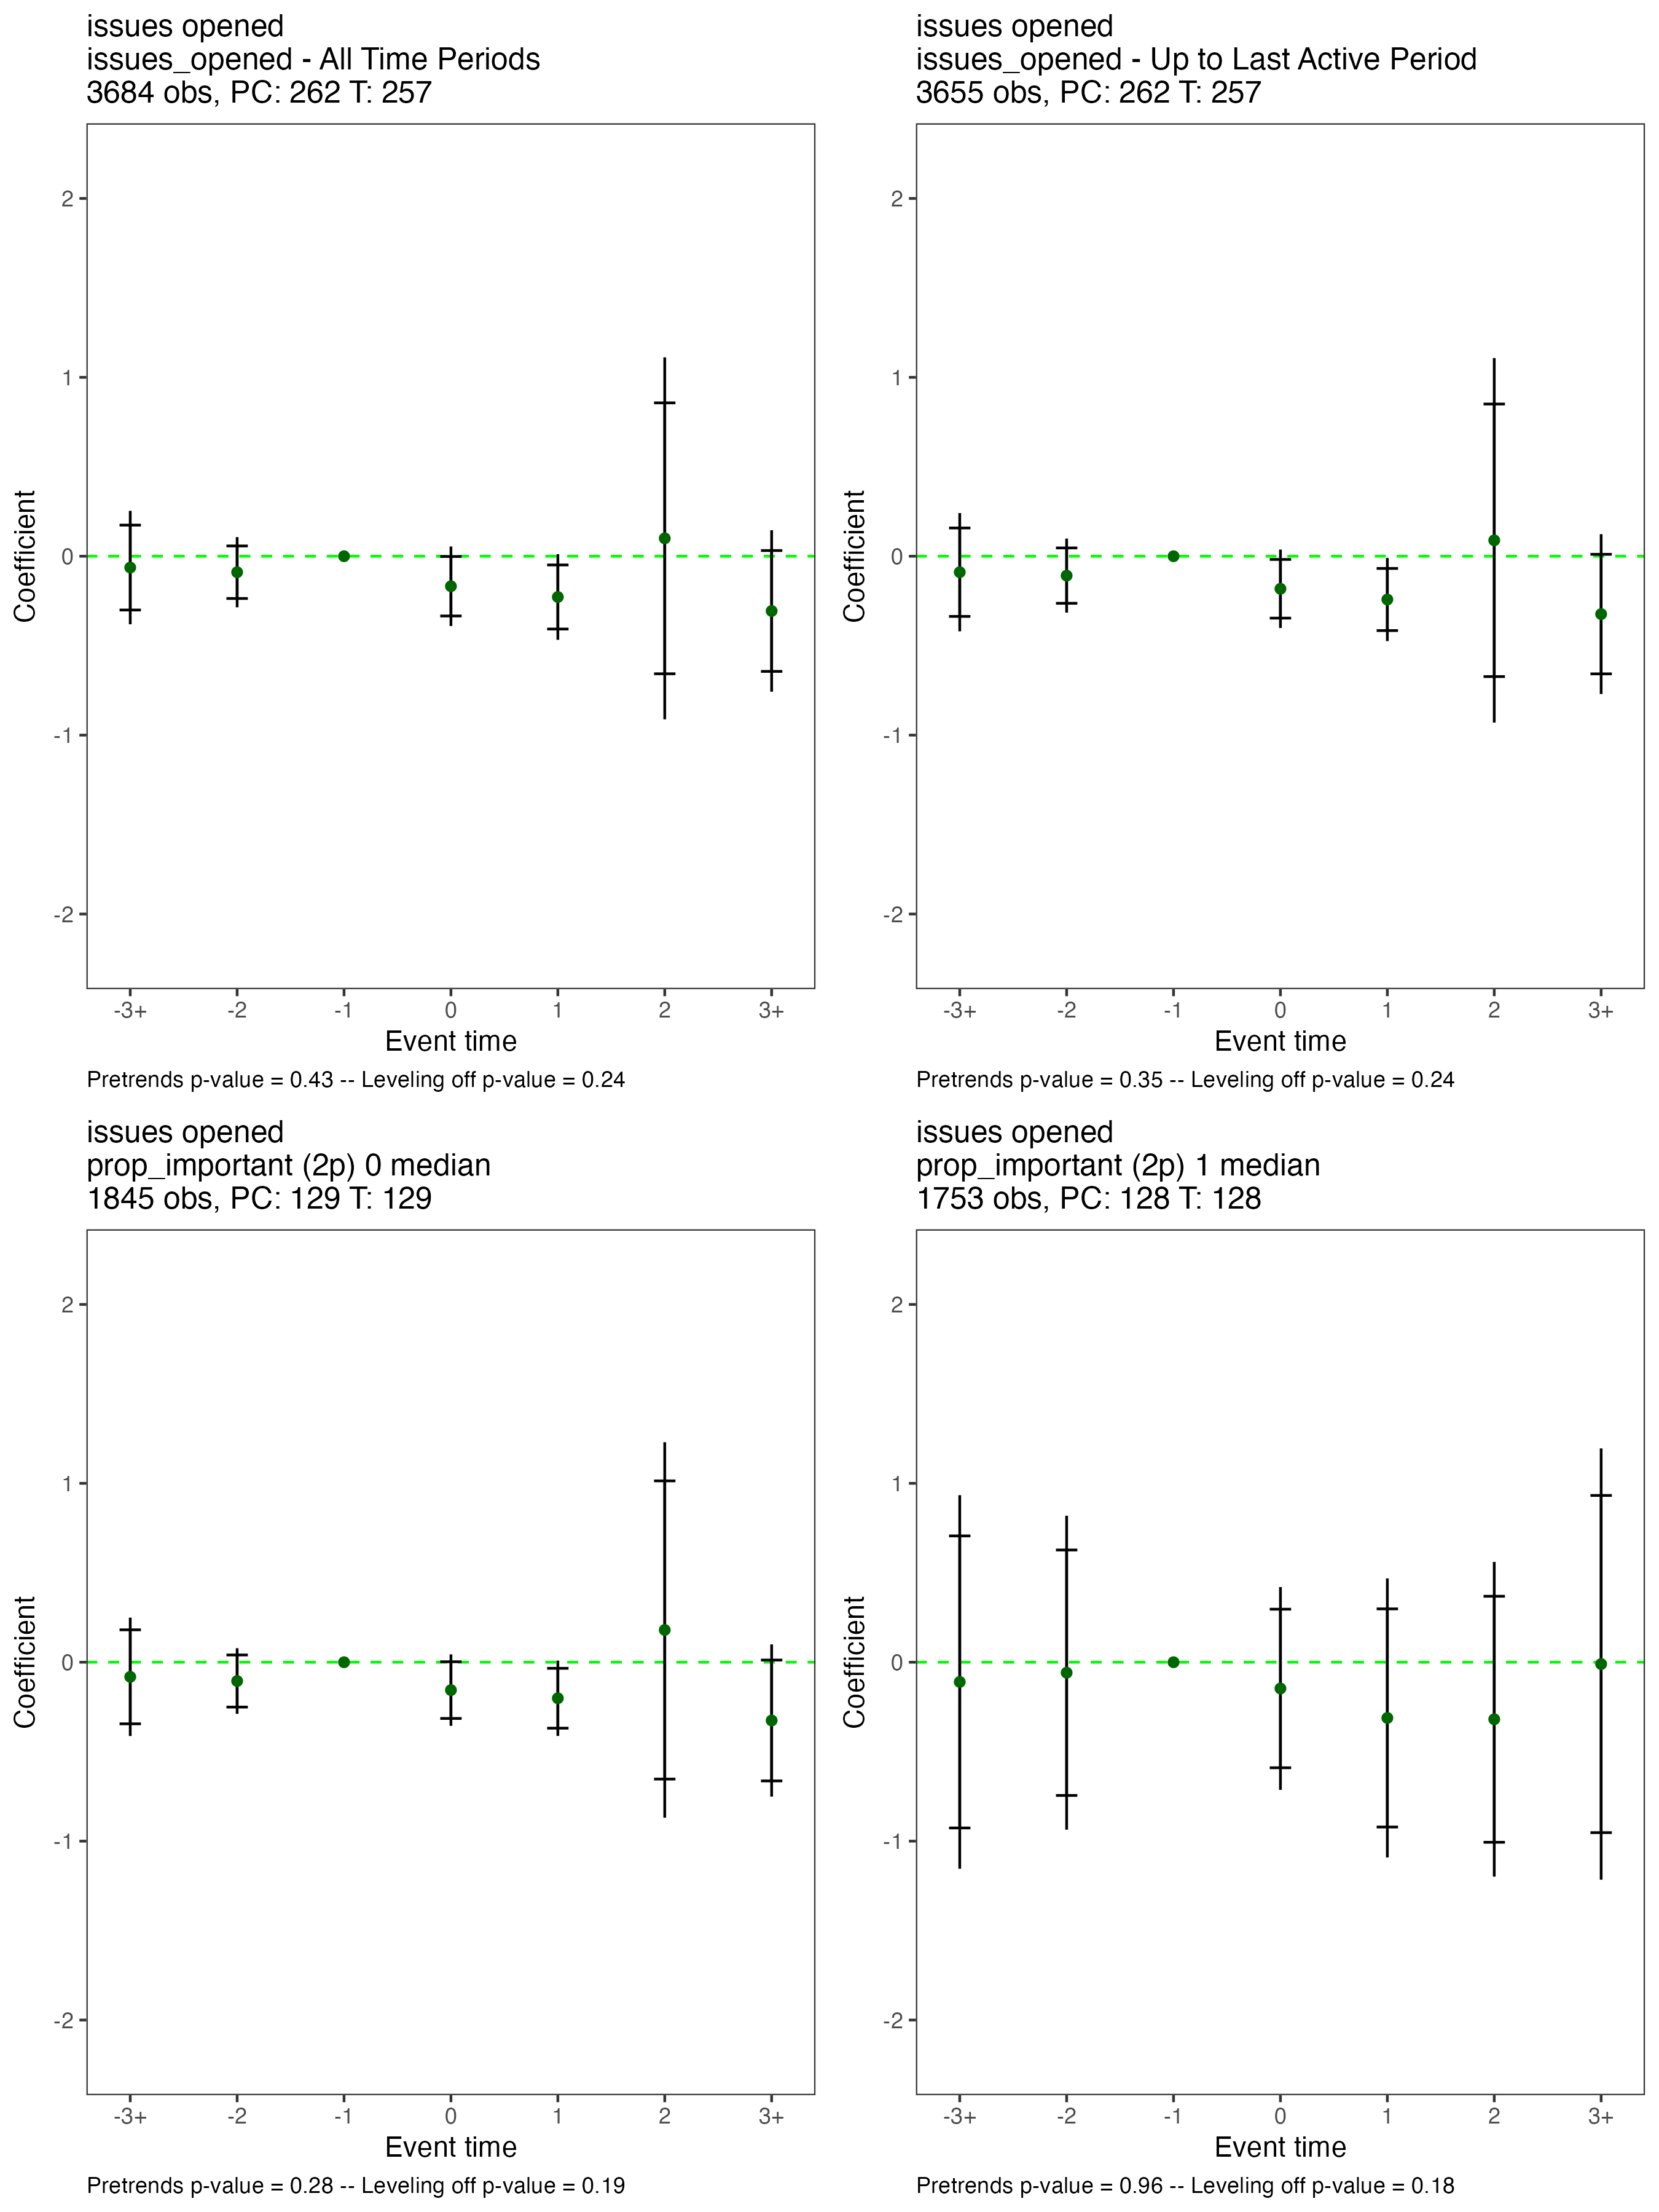 issues opened
issues_opened - All Time Periods
3684 obs, PC: 262 T: 257
Coefficient
2
1
0
-1
-2
-3+ -2 -1 0 1 2 3+
Event time
Pretrends p-value = 0.43 -- Leveling off p-value = 0.24
issues opened
issues_opened - Up to Last Active Period
3655 obs, PC: 262 T: 257
Coefficient
2
1
0
-1
-2
-3+ -2 -1 0 1 2 3+
Event time
Pretrends p-value = 0.35 -- Leveling off p-value = 0.24
issues opened
prop_important (2p) 0 median
1845 obs, PC: 129 T: 129
Coefficient
2
1
0
-1
-2
-3+ -2 -1 0 1 2 3+
Event time
Pretrends p-value = 0.28 -- Leveling off p-value = 0.19
issues opened
prop_important (2p) 1 median
1753 obs, PC: 128 T: 128
Coefficient
2
1
0
-1
-2
-3+ -2 -1 0 1 2 3+
Event time
Pretrends p-value = 0.96 -- Leveling off p-value = 0.18